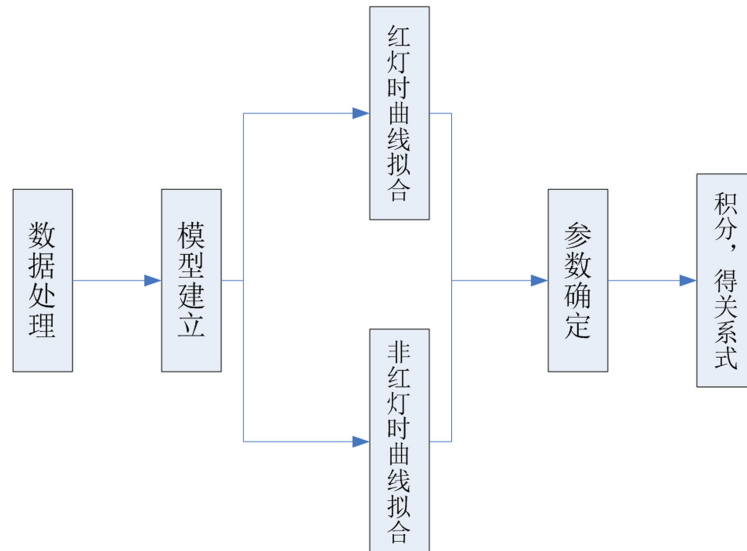 数据处理
模型建立
红灯时曲线拟合
非红灯时曲线拟合
参数确定
积分，得关系式